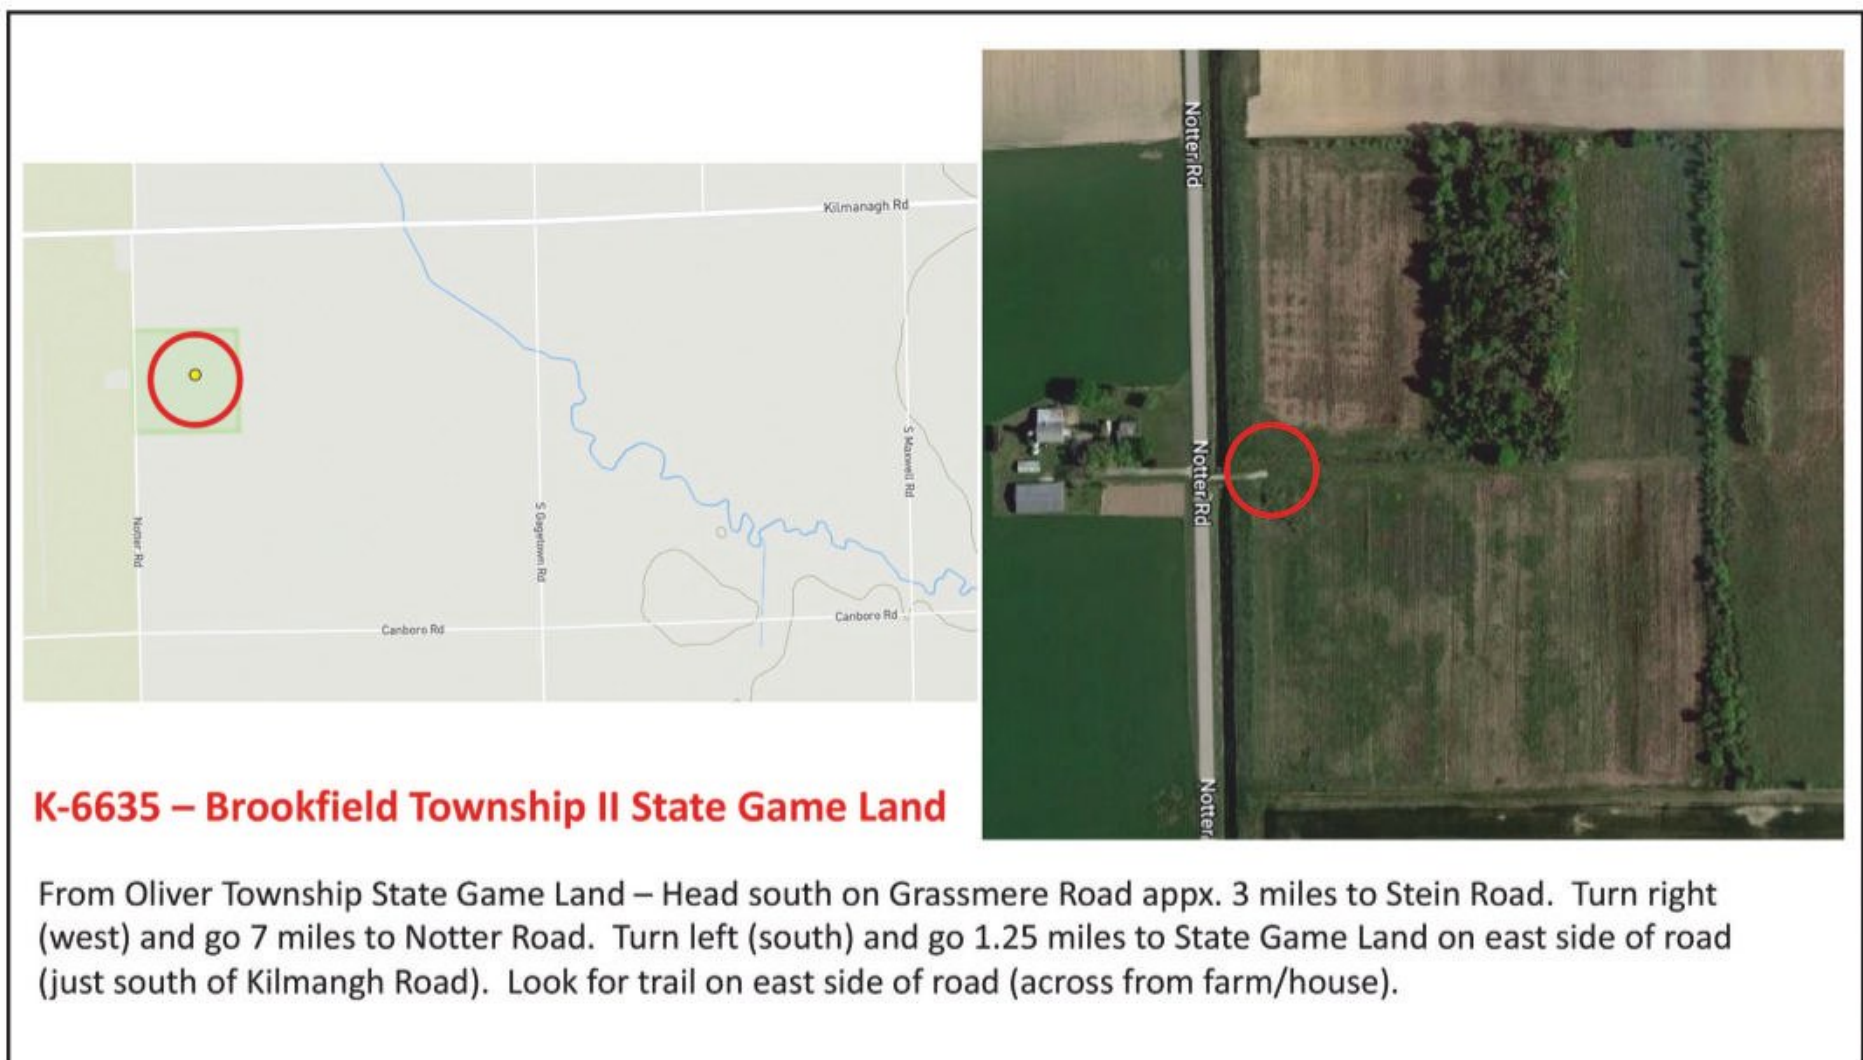 Kilmanagh Rd
Notter Rd
S Gagetown Rd
S Maxwell Rd
Canboro Rd
Canboro Rd
Notter Rd
Notter Rd
Notter
K-6635 – Brookfield Township II State Game Land
From Oliver Township State Game Land – Head south on Grassmere Road appx. 3 miles to Stein Road. Turn right
(west) and go 7 miles to Notter Road. Turn left (south) and go 1.25 miles to State Game Land on east side of road
(just south of Kilmangh Road). Look for trail on east side of road (across from farm/house).